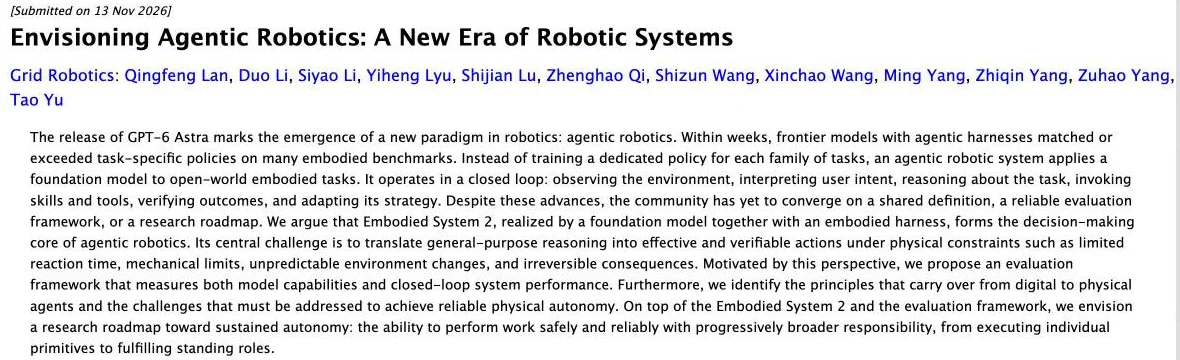 [Submitted on 13 Nov 2026]
Envisioning Agentic Robotics: A New Era of Robotic Systems
Grid Robotics: Qingfeng Lan, Duo Li, Siyao Li, Yiheng Lyu, Shijian Lu, Zhenghao Qi, Shizun Wang, Xinchao Wang, Ming Yang, Zhiqin Yang, Zuhao Yang,
Tao Yu
The release of GPT-6 Astra marks the emergence of a new paradigm in robotics: agentic robotics. Within weeks, frontier models with agentic harnesses matched or
exceeded task-specific policies on many embodied benchmarks. Instead of training a dedicated policy for each family of tasks, an agentic robotic system applies a
foundation model to open-world embodied tasks. It operates in a closed loop: observing the environment, interpreting user intent, reasoning about the task, invoking
skills and tools, verifying outcomes, and adapting its strategy. Despite these advances, the community has yet to converge on a shared definition, a reliable evaluation
framework, or a research roadmap. We argue that Embodied System 2, realized by a foundation model together with an embodied harness, forms the decision-making
core of agentic robotics. Its central challenge is to translate general-purpose reasoning into effective and verifiable actions under physical constraints such as limited
reaction time, mechanical limits, unpredictable environment changes, and irreversible consequences. Motivated by this perspective, we propose an evaluation
framework that measures both model capabilities and closed-loop system performance. Furthermore, we identify the principles that carry over from digital to physical
agents and the challenges that must be addressed to achieve reliable physical autonomy. On top of the Embodied System 2 and the evaluation framework, we envision
a research roadmap toward sustained autonomy: the ability to perform work safely and reliably with progressively broader responsibility, from executing individual
primitives to fulfilling standing roles.